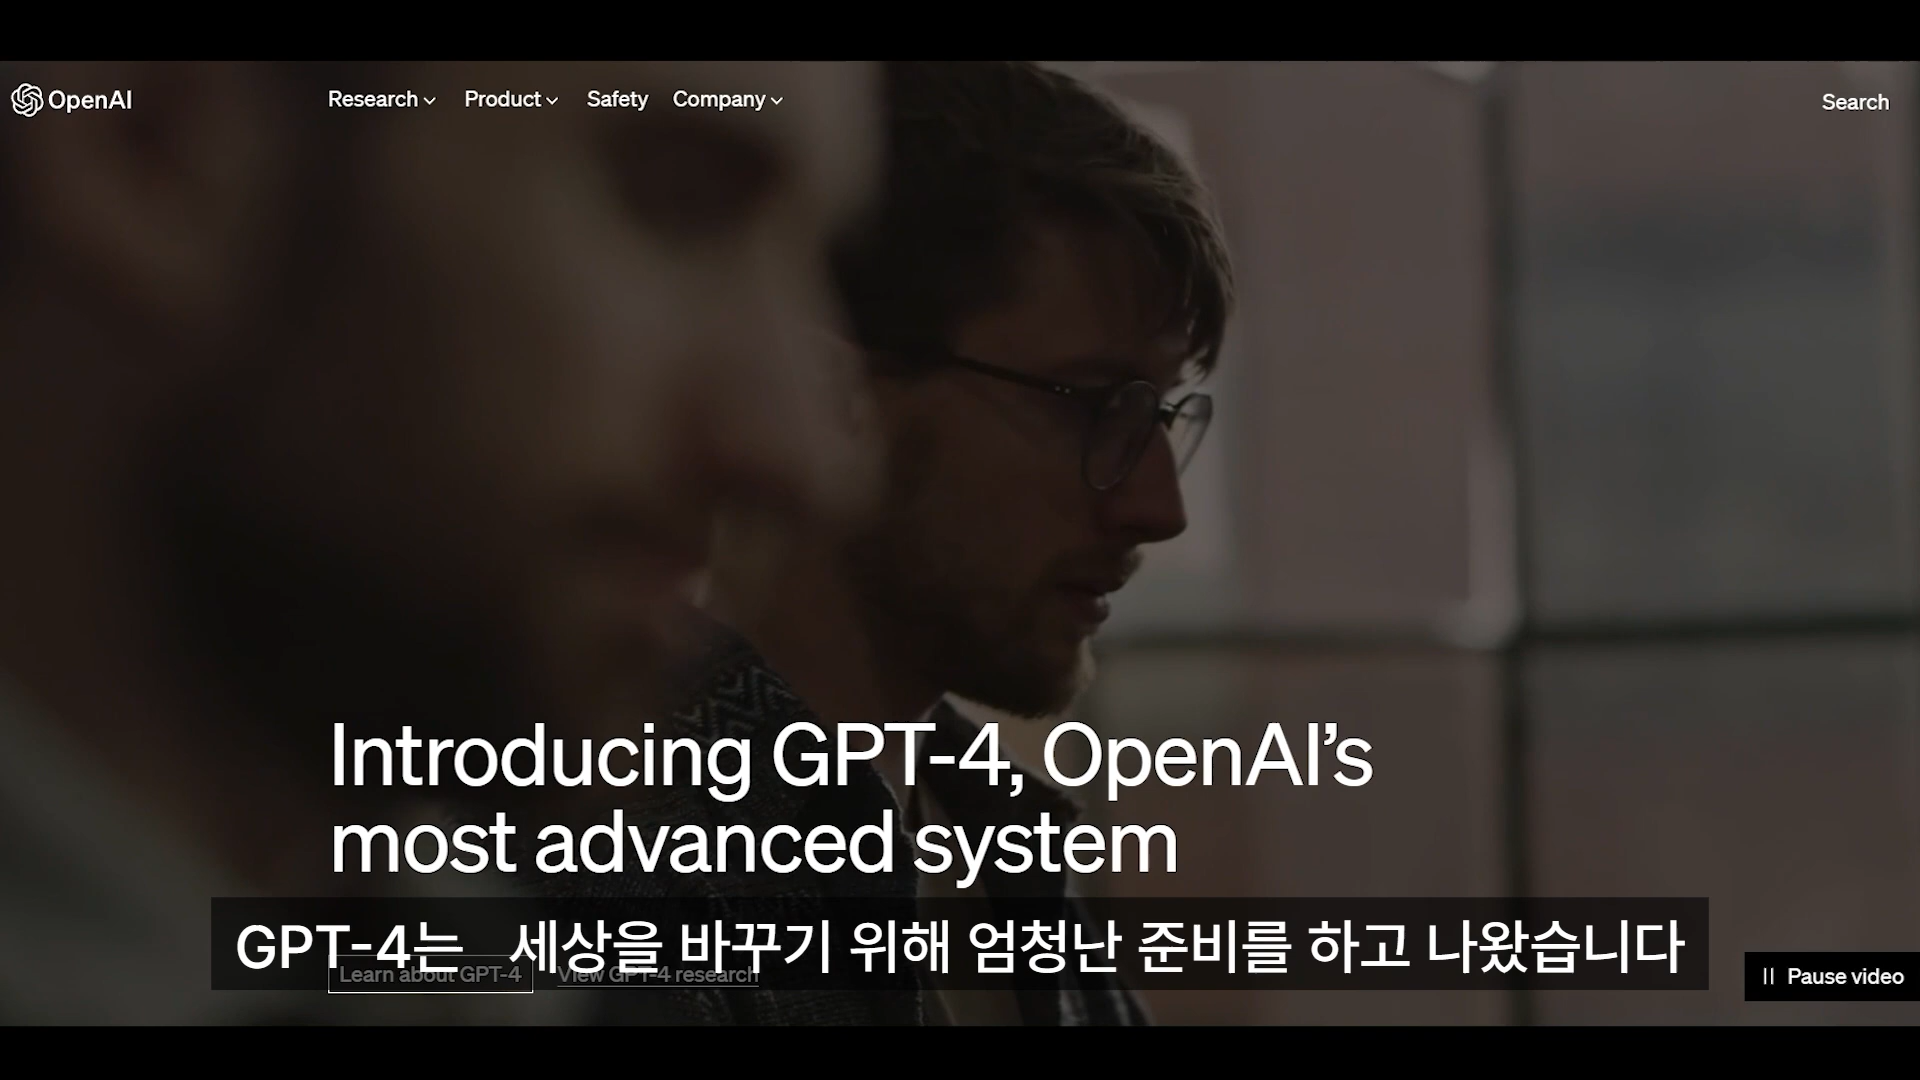 OpenAI
Research Product Safety Company
Search
Introducing GPT-4, OpenAI's
most advanced system
GPT-4는 세상을 바꾸기 위해 엄청난 준비를 하고 나왔습니다
Learn about GPT-4 View GPT-4 research
Pause video